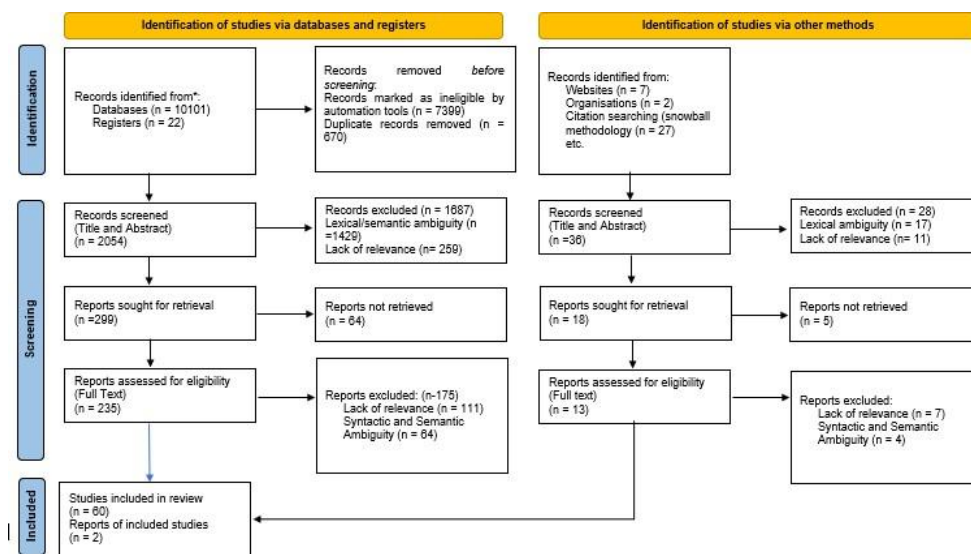 Identification of studies via databases and registers
Identification of studies via other methods
Identification
Records identified from*:
Databases (n = 10101)
Registers (n = 22)
Records removed before
screening:
Records marked as ineligible by
automation tools (n = 7399)
Duplicate records removed (n =
670)
Records identified from:
Websites (n = 7)
Organisations (n = 2)
Citation searching (snowball
methodology (n = 27)
etc.
Screening
Records screened
(Title and Abstract)
(n = 2054)
Records excluded (n = 1687)
Lexical/semantic ambiguity (n
=1429)
Lack of relevance (n= 259)
Records screened
(Title and Abstract)
(n =36)
Records excluded (n = 28)
Lexical ambiguity (n = 17)
Lack of relevance (n= 11)
Reports sought for retrieval
(n =299)
Reports not retrieved
(n = 64)
Reports sought for retrieval
(n = 18)
Reports not retrieved
(n = 5)
Reports assessed for eligibility
(Full Text)
(n = 235)
Reports excluded: (n-175)
Lack of relevance (n = 111)
Syntactic and Semantic
Ambiguity (n = 64)
Reports assessed for eligibility
(Full text)
(n = 13)
Reports excluded:
Lack of relevance (n = 7)
Syntactic and Semantic
Ambiguity (n = 4)
Included
Studies included in review
(n = 60)
Reports of included studies
(n = 2)